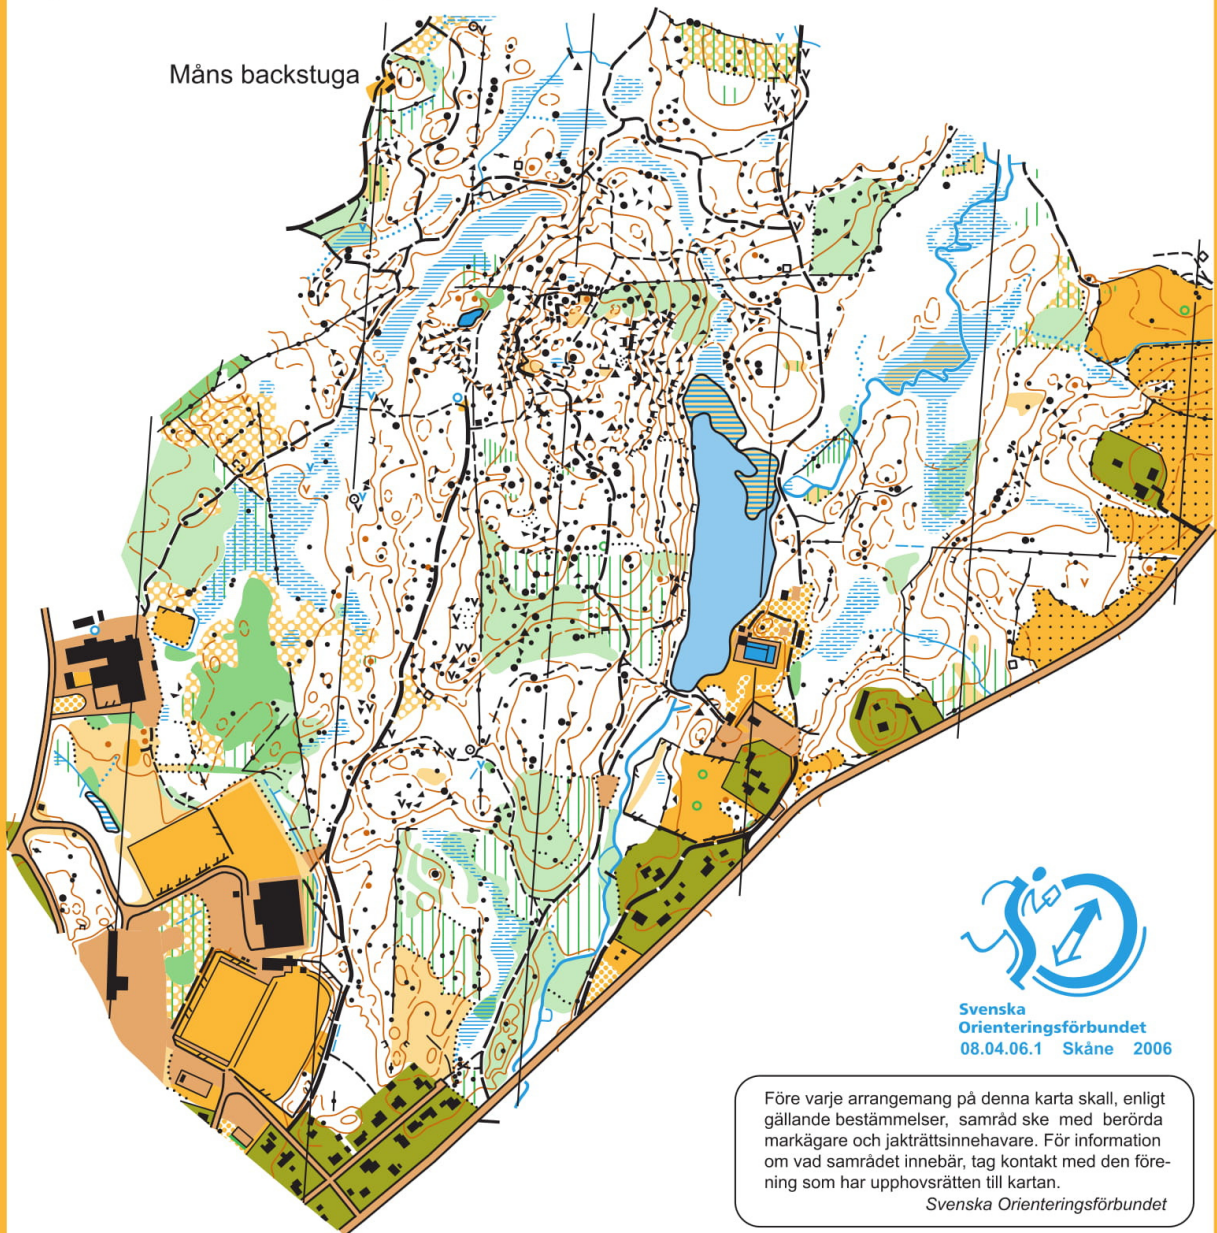 Måns backstuga
Svenska
Orienteringsförbundet
08.04.06.1 Skåne 2006
Före varje arrangemang på denna karta skall, enligt
gällande bestämmelser, samråd ske med berörda
markägare och jakträttsinnehavare. För information
om vad samrådet innebär, tag kontakt med den före-
ning som har upphovsrätten till kartan.
Svenska Orienteringsförbundet